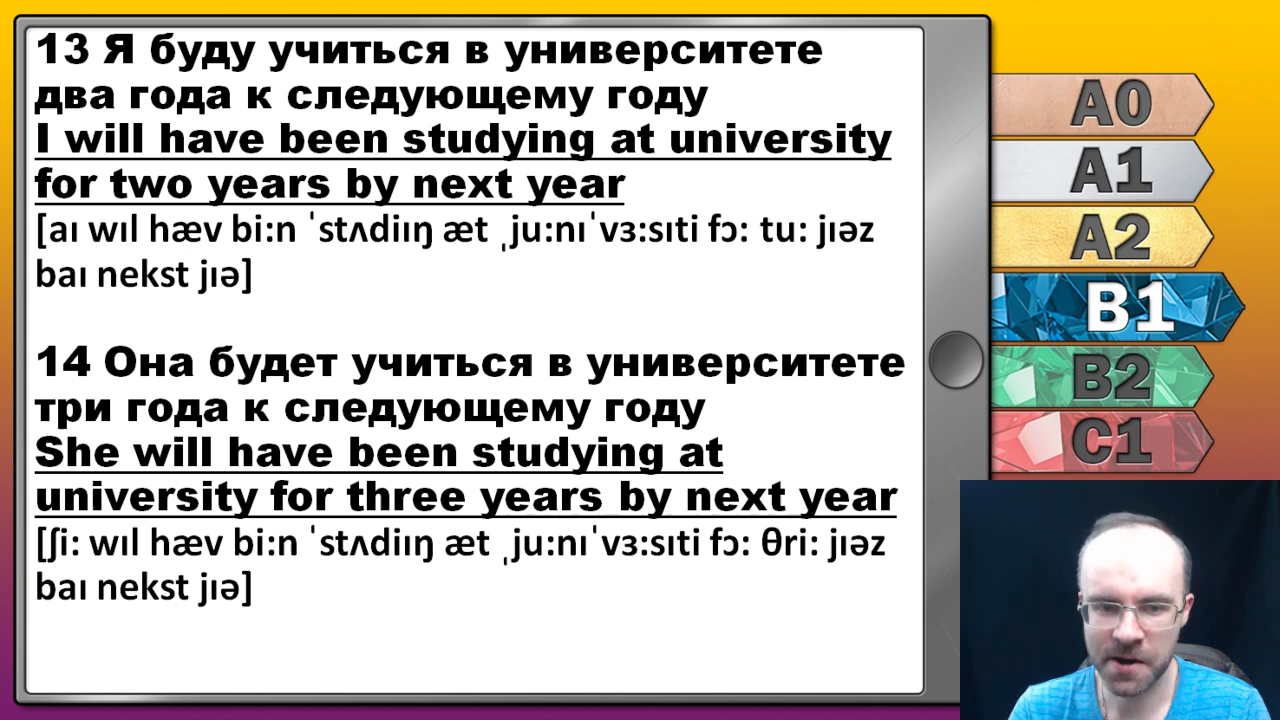 13 Я буду учиться в университете
два года к следующему году
I will have been studying at university
for two years by next year
[aɪ wɪl hæv bi:n ˈstʌdiɪŋ æt ˌju:nɪˈvɜ:sɪti fɔ: tu: jɪəz
baɪ nekst jɪə]
14 Она будет учиться в университете
три года к следующему году
She will have been studying at
university for three years by next year
[ʃi: wɪl hæv bi:n ˈstʌdiɪŋ æt ˌju:nɪˈvɜ:sɪti fɔ: θri: jɪəz
baɪ nekst jɪə]
A0
A1
A2
B1
B2
C1